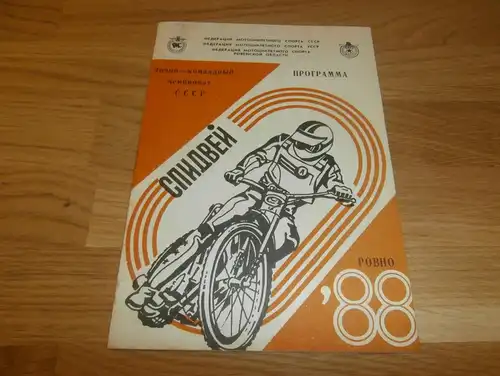 ФЕДЕРАЦИЯ МОТОЦИКЛЕТНОГО СПОРТА СССР
ФЕДЕРАЦИЯ МОТОЦИКЛЕТНОГО СПОРТА УССР
ФЕДЕРАЦИЯ МОТОЦИКЛЕТНОГО СПОРТА
РОВЕНСКОЙ ОБЛАСТИ
ЛИЧНО-КОМАНДНЫЙ
ЧЕМПИОНАТ
СССР
ПРОГРАММА
СПИДВЕЙ
РОВНО
'88